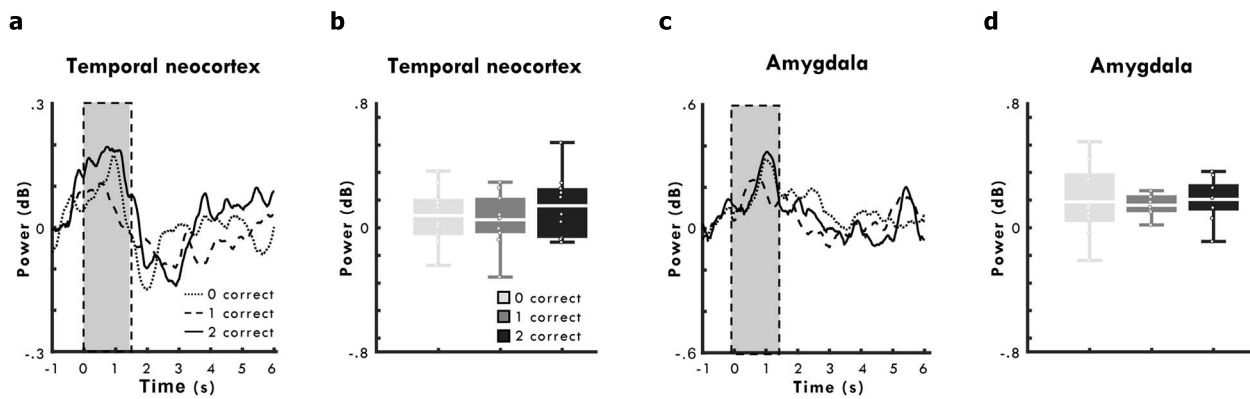 a
Temporal neocortex
Power (dB)
.3
0
-.3
-1 0 1 2 3 4 5 6
Time (s)
0 correct
1 correct
2 correct
b
Temporal neocortex
Power (dB)
.8
0
-.8
0 correct
1 correct
2 correct
c
Amygdala
Power (dB)
.6
0
-.6
-1 0 1 2 3 4 5 6
Time (s)
d
Amygdala
Power (dB)
.8
0
-.8